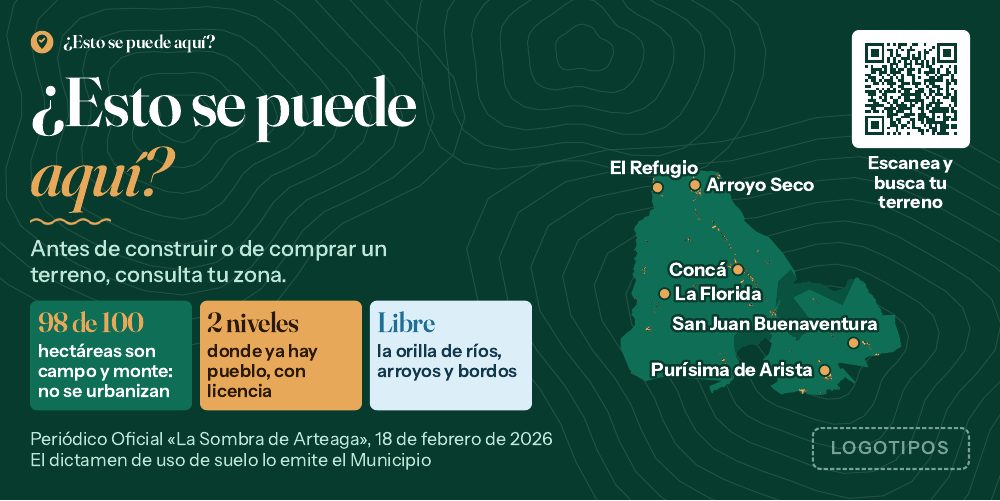 ¿Esto se puede aquí?
¿Esto se puede
aquí?
Antes de construir o de comprar un
terreno, consulta tu zona.
98 de 100
hectáreas son
campo y monte:
no se urbanizan
2 niveles
donde ya hay
pueblo, con
licencia
Libre
la orilla de ríos,
arroyos y bordos
Periódico Oficial «La Sombra de Arteaga», 18 de febrero de 2026
El dictamen de uso de suelo lo emite el Municipio
El Refugio
Arroyo Seco
Concá
La Florida
San Juan Buenaventura
Purísima de Arista
Escanea y
busca tu
terreno
LOGOTIPOS